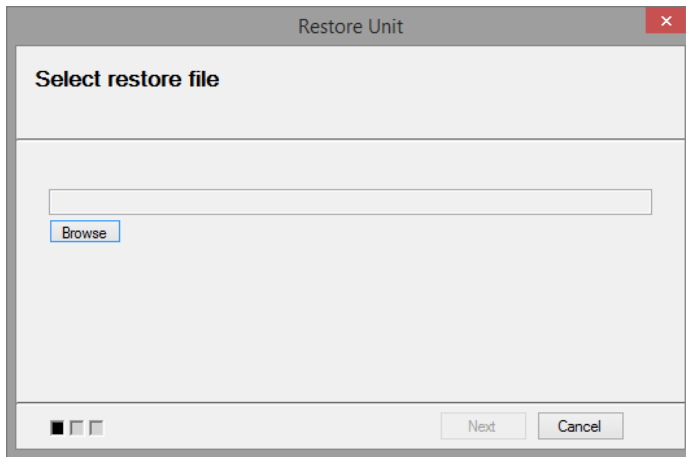 Restore Unit
Select restore file
Browse
Next
Cancel